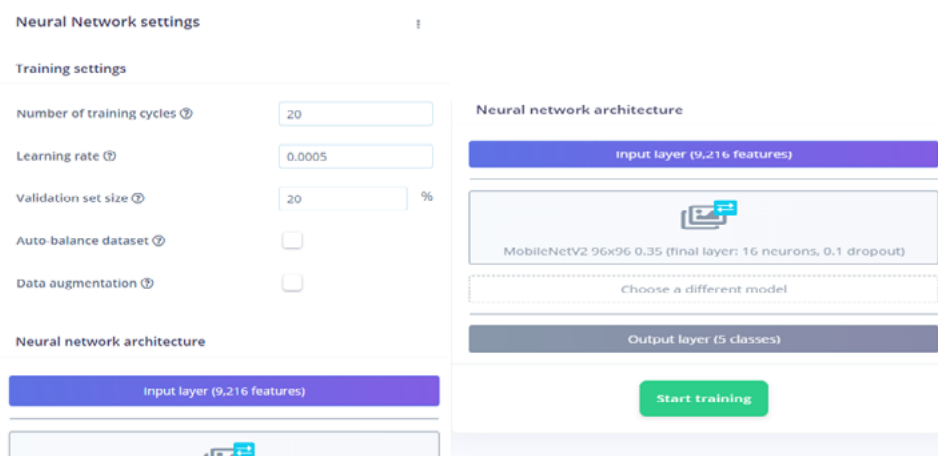 Neural Network settings
Training settings
Number of training cycles ?
20
Learning rate ?
0.0005
Validation set size ?
20
%
Auto-balance dataset ?
Data augmentation ?
Neural network architecture
Input layer (9,216 features)
Neural network architecture
Input layer (9,216 features)
MobileNetV2 96x96 0.35 (final layer: 16 neurons, 0.1 dropout)
Choose a different model
Output layer (5 classes)
Start training